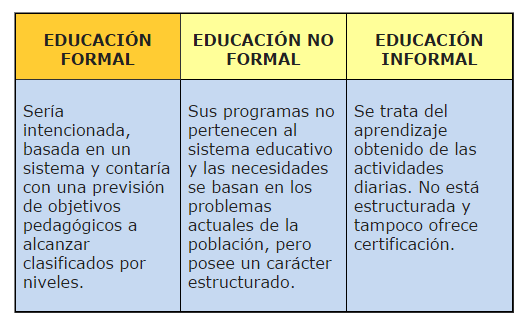 EDUCACIÓN
FORMAL
EDUCACIÓN NO
FORMAL
EDUCACIÓN
INFORMAL
Sería
intencionada,
basada en un
sistema y contaría
con una previsión
de objetivos
pedagógicos a
alcanzar
clasificados por
niveles.
Sus programas no
pertenecen al
sistema educativo
y las necesidades
se basan en los
problemas
actuales de la
población, pero
posee un carácter
estructurado.
Se trata del
aprendizaje
obtenido de las
actividades
diarias. No está
estructurada y
tampoco ofrece
certificación.